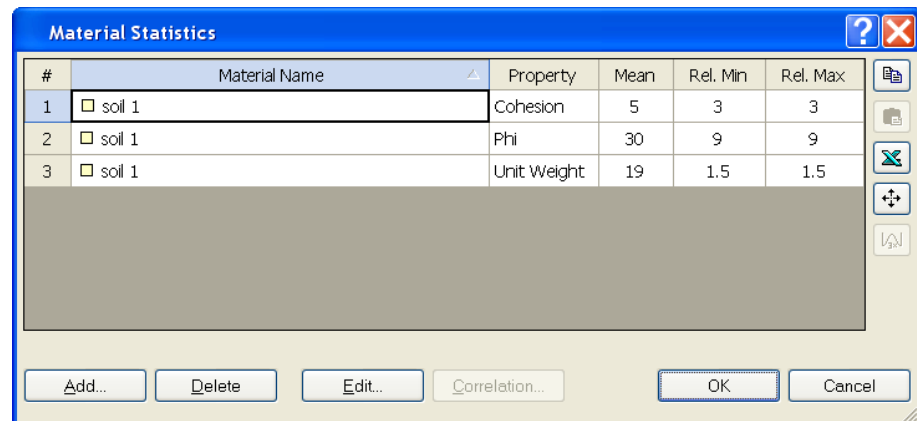 Material Statistics
# Material Name Property Mean Rel. Min Rel. Max
1 soil 1 Cohesion 5 3 3
2 soil 1 Phi 30 9 9
3 soil 1 Unit Weight 19 1.5 1.5
Add... Delete Edit... Correlation... OK Cancel